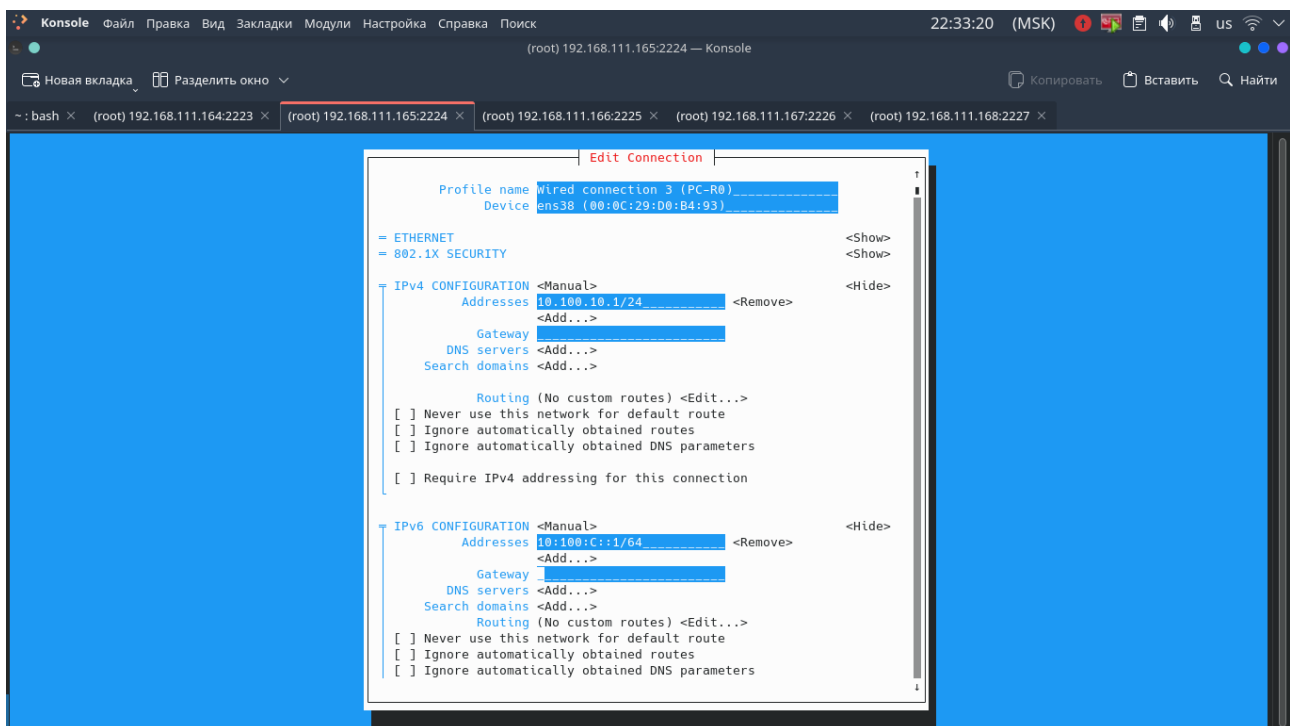 Konsole Файл Правка Вид Закладки Модули Настройка Справка Поиск 22:33:20 (MSK) us
(root) 192.168.111.165:2224 — Konsole
Новая вкладка Разделить окно Копировать Вставить Найти
~ : bash (root) 192.168.111.164:2223 (root) 192.168.111.165:2224 (root) 192.168.111.166:2225 (root) 192.168.111.167:2226 (root) 192.168.111.168:2227
Edit Connection
Profile name Wired connection 3 (PC-R0)______________
Device ens38 (00:0C:29:D0:B4:93)_______________
= ETHERNET <Show>
= 802.1X SECURITY <Show>
IPv4 CONFIGURATION <Manual> <Hide>
Addresses 10.100.10.1/24___________ <Remove>
<Add...>
Gateway _________________________
DNS servers <Add...>
Search domains <Add...>
Routing (No custom routes) <Edit...>
[ ] Never use this network for default route
[ ] Ignore automatically obtained routes
[ ] Ignore automatically obtained DNS parameters
[ ] Require IPv4 addressing for this connection
IPv6 CONFIGURATION <Manual> <Hide>
Addresses 10:100:C::1/64___________ <Remove>
<Add...>
Gateway _________________________
DNS servers <Add...>
Search domains <Add...>
Routing (No custom routes) <Edit...>
[ ] Never use this network for default route
[ ] Ignore automatically obtained routes
[ ] Ignore automatically obtained DNS parameters